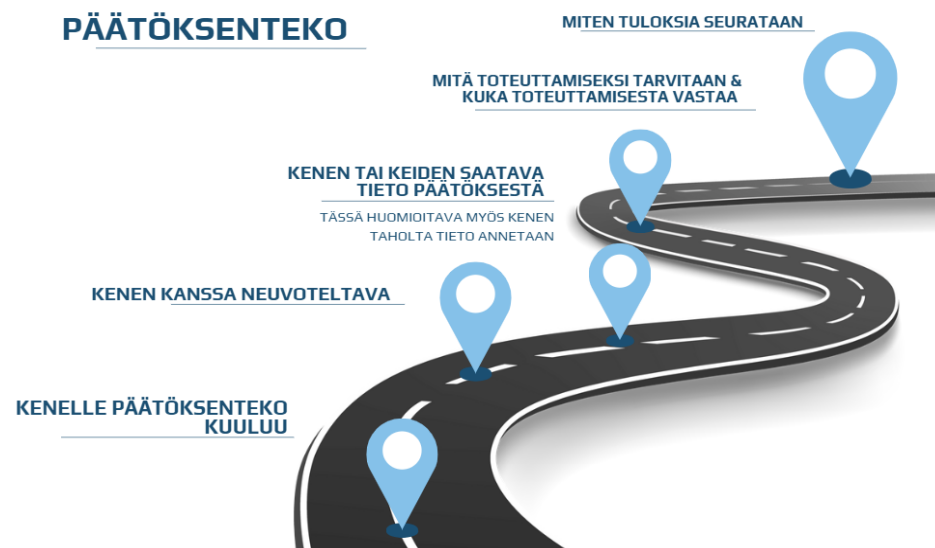 PÄÄTÖKSENTEKO
MITEN TULOKSIA SEURATAAN
MITÄ TOTEUTTAMISEKSI TARVITAAN &
KUKA TOTEUTTAMISESTA VASTAA
KENEN TAI KEIDEN SAATAVA
TIETO PÄÄTÖKSESTÄ
TÄSSÄ HUOMIOITAVA MYÖS KENEN
TAHOLTA TIETO ANNETAAN
KENEN KANSSA NEUVOTELTAVA
KENELLE PÄÄTÖKSENTEKO
KUULUU